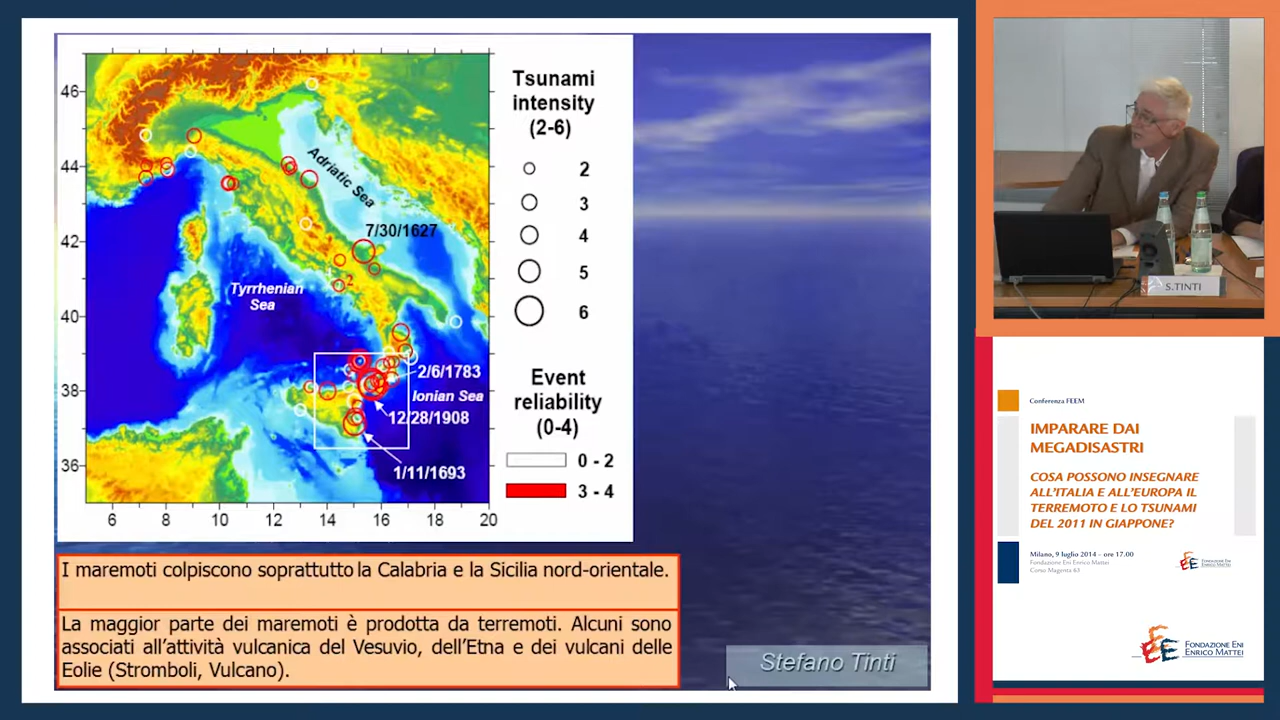 46
44
42
40
38
36
6
8
10
12
14
16
18
20
Adriatic Sea
7/30/1627
2
Tyrrhenian
Sea
2/6/1783
Ionian Sea
12/28/1908
1/11/1693
Tsunami
intensity
(2-6)
2
3
4
5
6
Event
reliability
(0-4)
0 - 2
3 - 4
I maremoti colpiscono soprattutto la Calabria e la Sicilia nord-orientale.
La maggior parte dei maremoti è prodotta da terremoti. Alcuni sono
associati all'attività vulcanica del Vesuvio, dell'Etna e dei vulcani delle
Eolie (Stromboli, Vulcano).
Stefano Tinti
S.TINTI
Conferenza FEEM
IMPARARE DAI
MEGADISASTRI
COSA POSSONO INSEGNARE
ALL'ITALIA E ALL'EUROPA IL
TERREMOTO E LO TSUNAMI
DEL 2011 IN GIAPPONE?
Milano, 9 luglio 2014 – ore 17.00
Fondazione Eni Enrico Mattei
Corso Magenta 63
FONDAZIONE ENI
ENRICO MATTEI